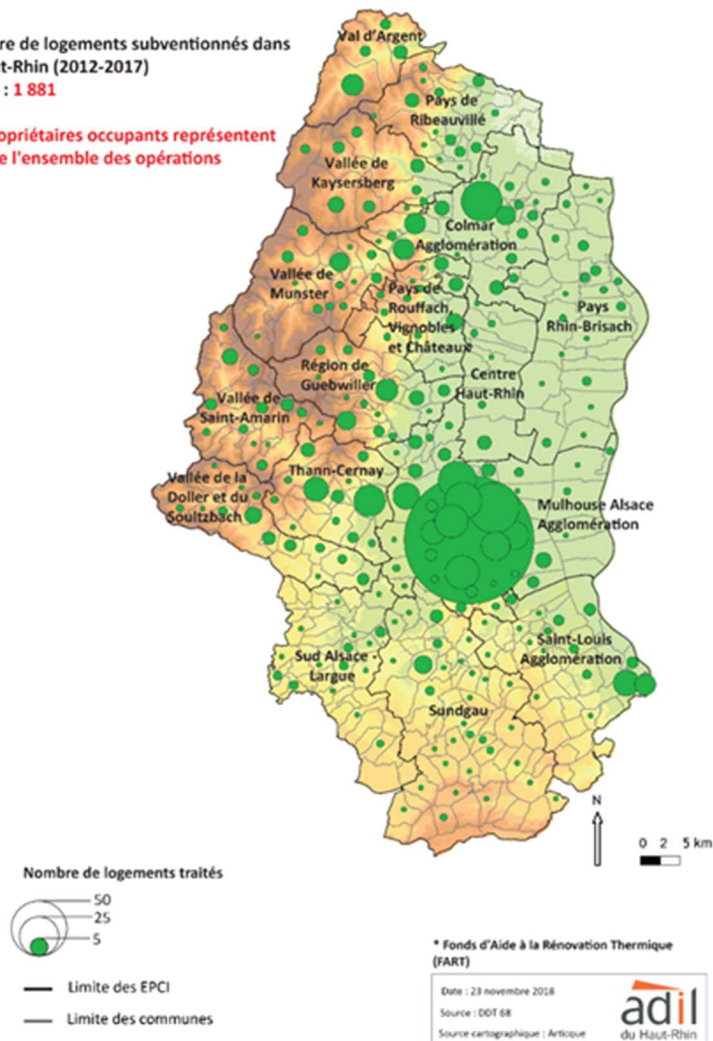 re de logements subventionnés dans
t-Rhin (2012-2017)
: 1 881
opriétaires occupants représentent
e l'ensemble des opérations
Val d'Argent
Pays de
Ribeauvillé
Vallée de
Kaysersberg
Colmar
Agglomération
Vallée de
Munster
Pays de
Rouffach,
Vignobles
et Châteaux
Pays
Rhin-Brisach
Région de
Guebwiller
Centre
Haut-Rhin
Vallée de
Saint-Amarin
Thann-Cernay
Vallée de la
Doller et du
Soultzbach
Mulhouse Alsace
Agglomération
Saint-Louis
Agglomération
Sud Alsace -
Largue
Sundgau
N
0 2 5 km
Nombre de logements traités
50
25
5
Limite des EPCI
Limite des communes
* Fonds d'Aide à la Rénovation Thermique
(FART)
Date : 23 novembre 2018
Source : DDT 68
Source cartographique : Artique
adil
du Haut-Rhin